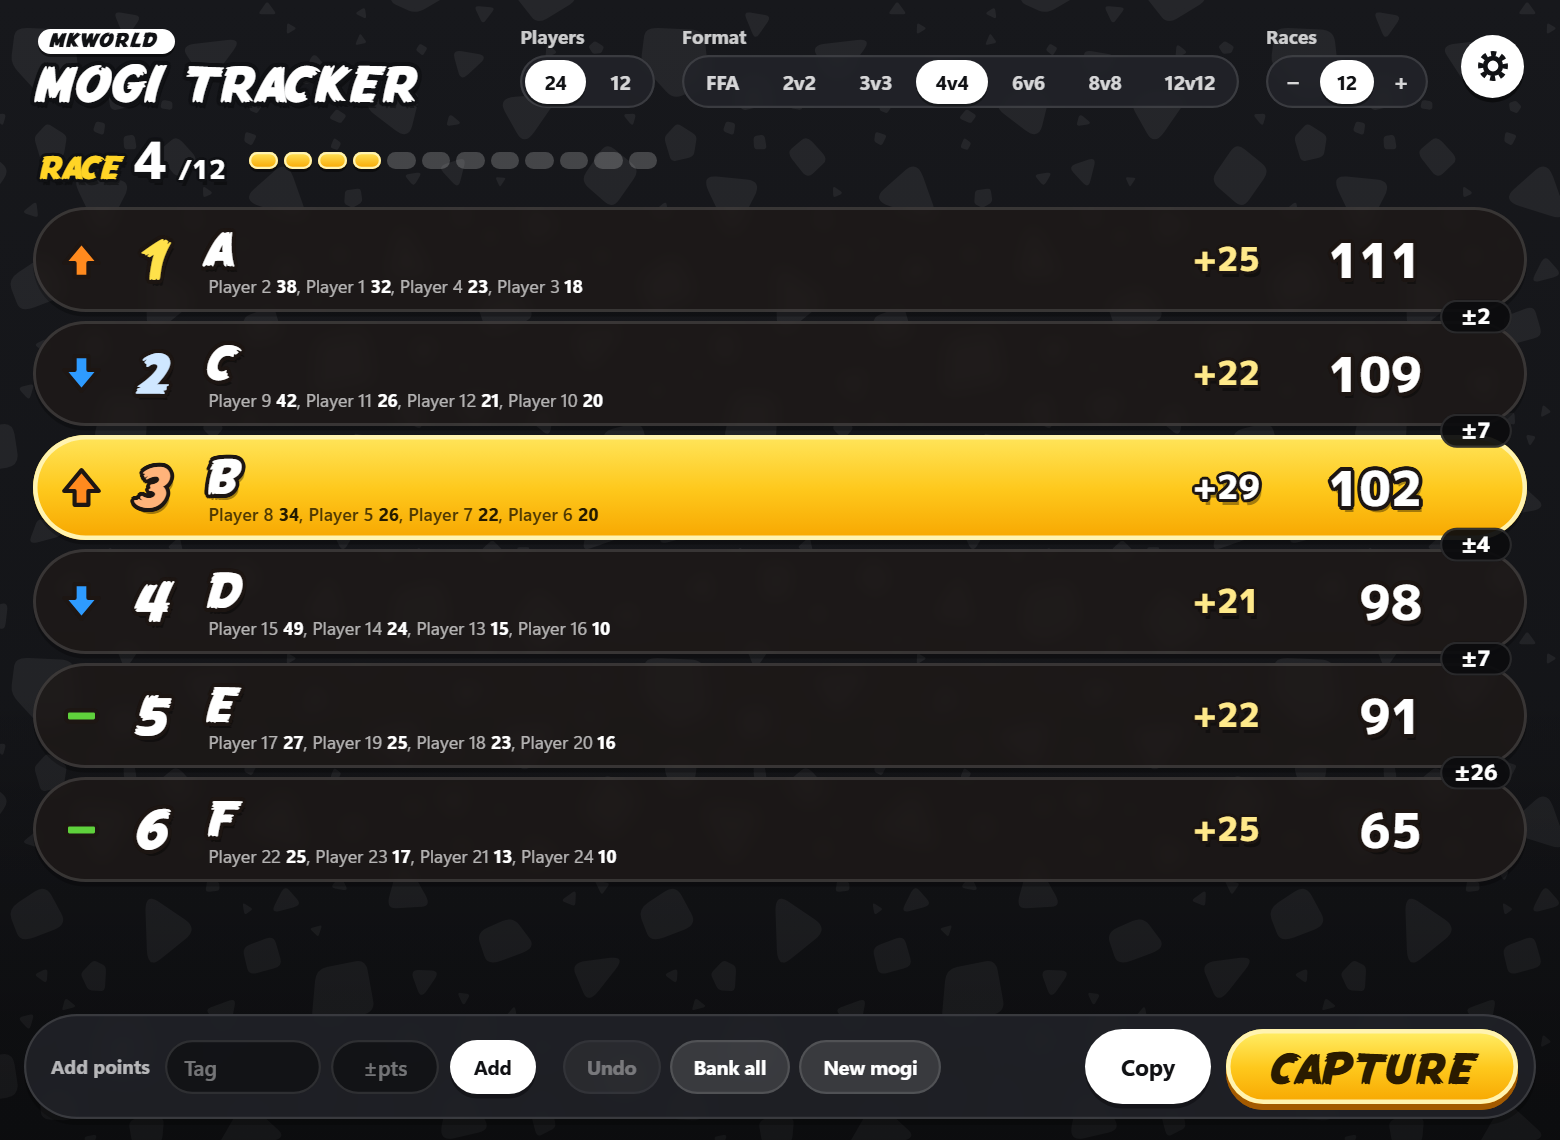 MKWORLD
MOGI TRACKER
Players
24 12
Format
FFA 2v2 3v3 4v4 6v6 8v8 12v12
Races
− 12 +
RACE 4 /12
1 A +25 111
Player 2 38, Player 1 32, Player 4 23, Player 3 18
±2
2 C +22 109
Player 9 42, Player 11 26, Player 12 21, Player 10 20
±7
3 B +29 102
Player 8 34, Player 5 26, Player 7 22, Player 6 20
±4
4 D +21 98
Player 15 49, Player 14 24, Player 13 15, Player 16 10
±7
5 E +22 91
Player 17 27, Player 19 25, Player 18 23, Player 20 16
±26
6 F +25 65
Player 22 25, Player 23 17, Player 21 13, Player 24 10
Add points Tag ±pts Add Undo Bank all New mogi Copy CAPTURE